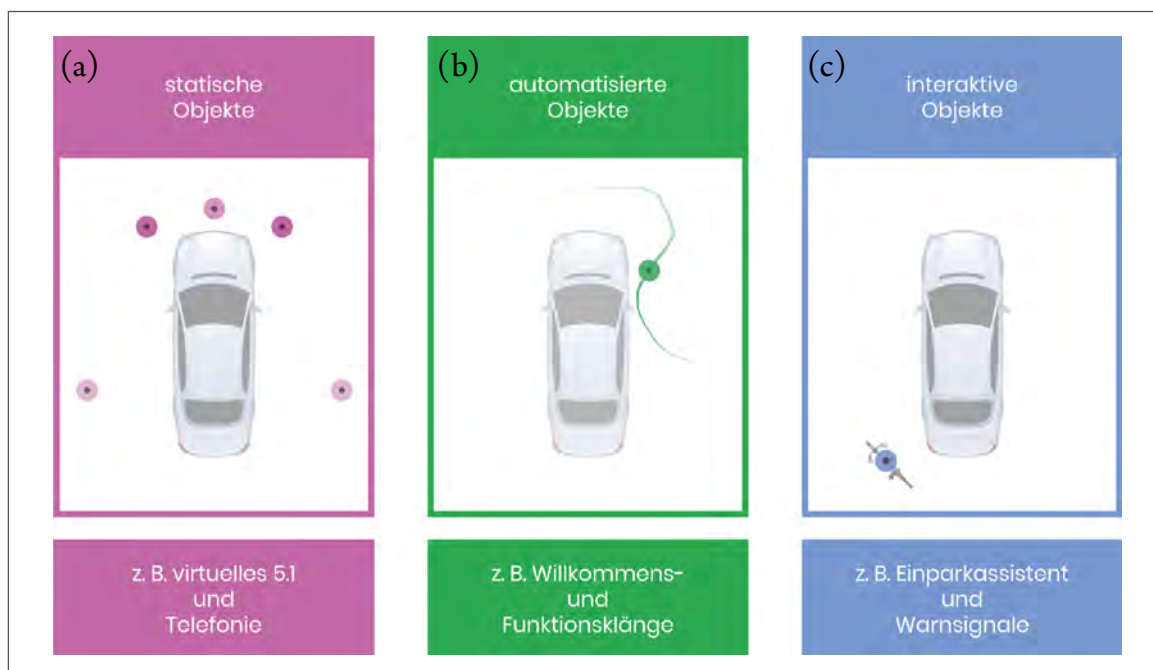 (a)
statische
Objekte
(b)
automatisierte
Objekte
(c)
interaktive
Objekte
z. B. virtuelles 5.1
und
Telefonie
z. B. Willkommens-
und
Funktionsklänge
z. B. Einparkassistent
und
Warnsignale